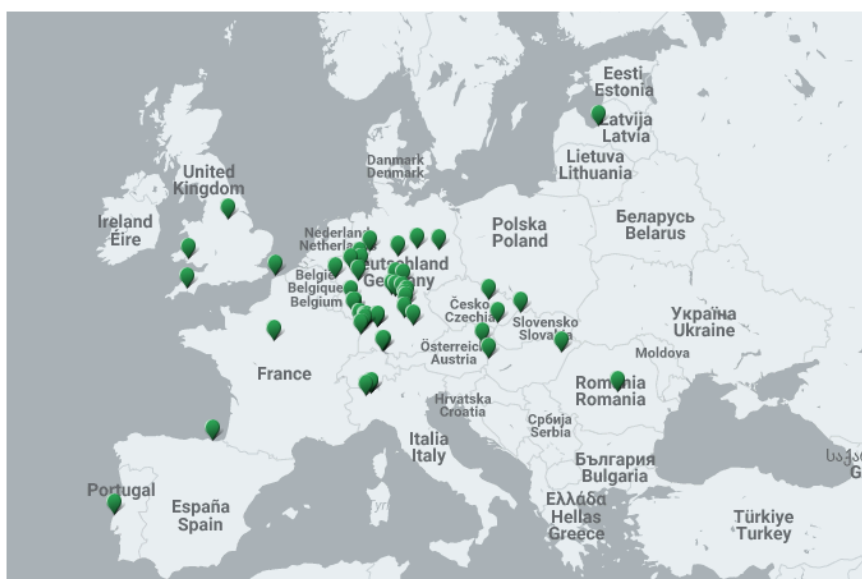 Eesti
Estonia
Latvija
Latvia
Lietuva
Lithuania
Danmark
Denmark
United
Kingdom
Ireland
Éire
Беларусь
Belarus
Polska
Poland
Nederland
Netherlands
Deutschland
Germany
België
Belgique
Belgium
Česko
Czechia
Slovensko
Slovakia
Україна
Ukraine
Österreich
Austria
Moldova
France
România
Romania
Hrvatska
Croatia
Србија
Serbia
Italia
Italy
България
Bulgaria
Portugal
España
Spain
Ελλάδα
Hellas
Greece
Türkiye
Turkey